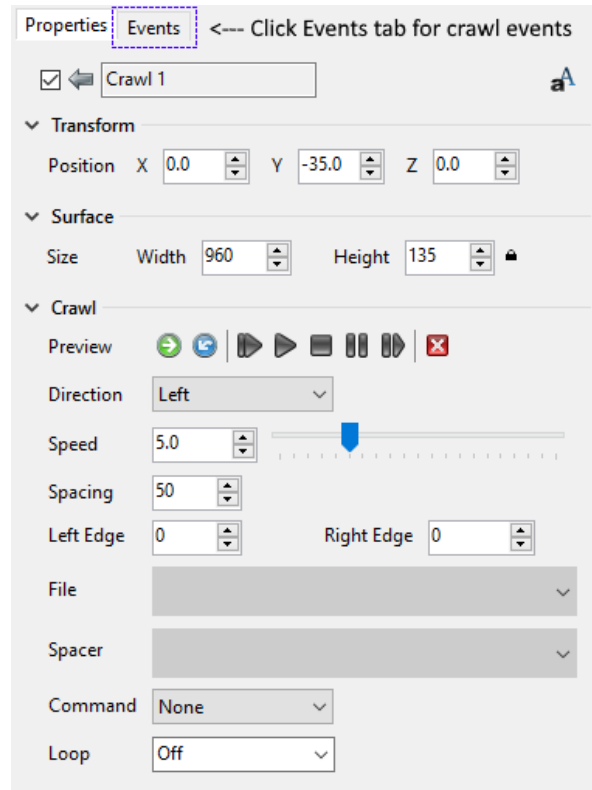 Properties Events <--- Click Events tab for crawl events
Crawl 1 aA
Transform
Position X 0.0 Y -35.0 Z 0.0
Surface
Size Width 960 Height 135
Crawl
Preview
Direction Left
Speed 5.0
Spacing 50
Left Edge 0 Right Edge 0
File
Spacer
Command None
Loop Off